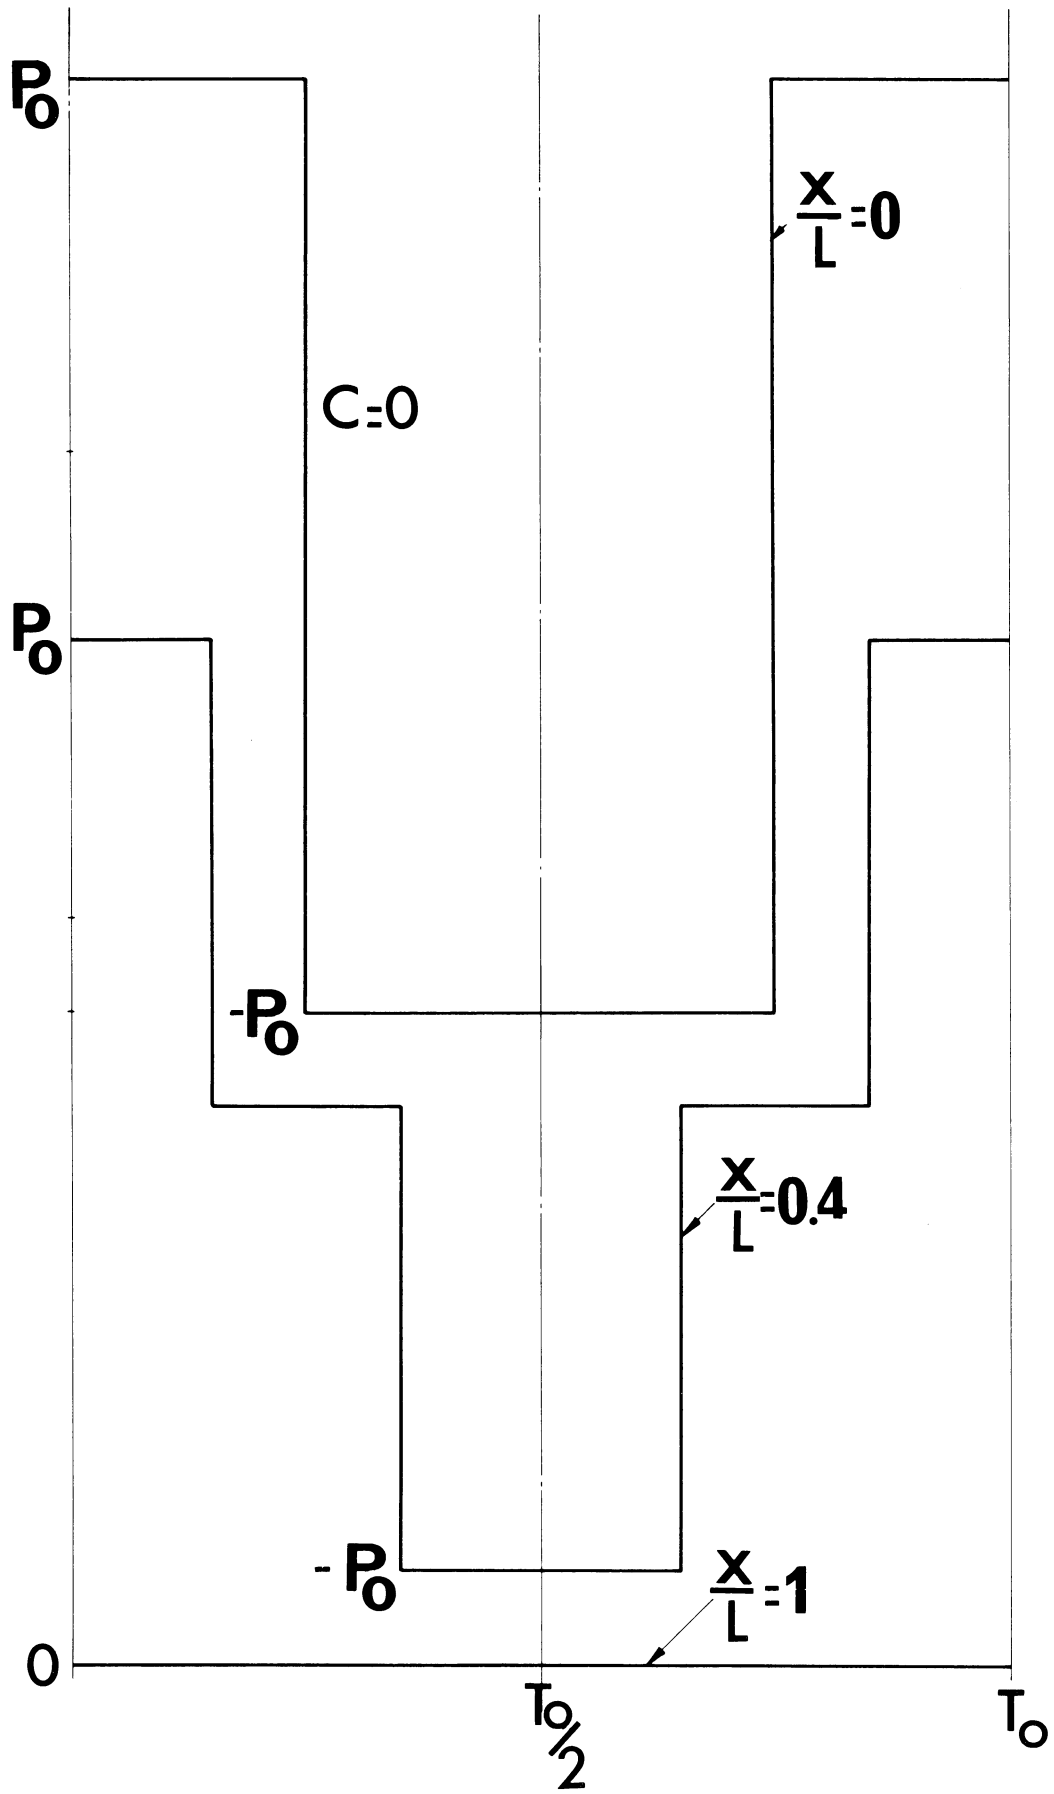 P₀
X/L=0
C=0
P₀
-P₀
X/L=0.4
-P₀
X/L=1
0
T₀/2
T₀